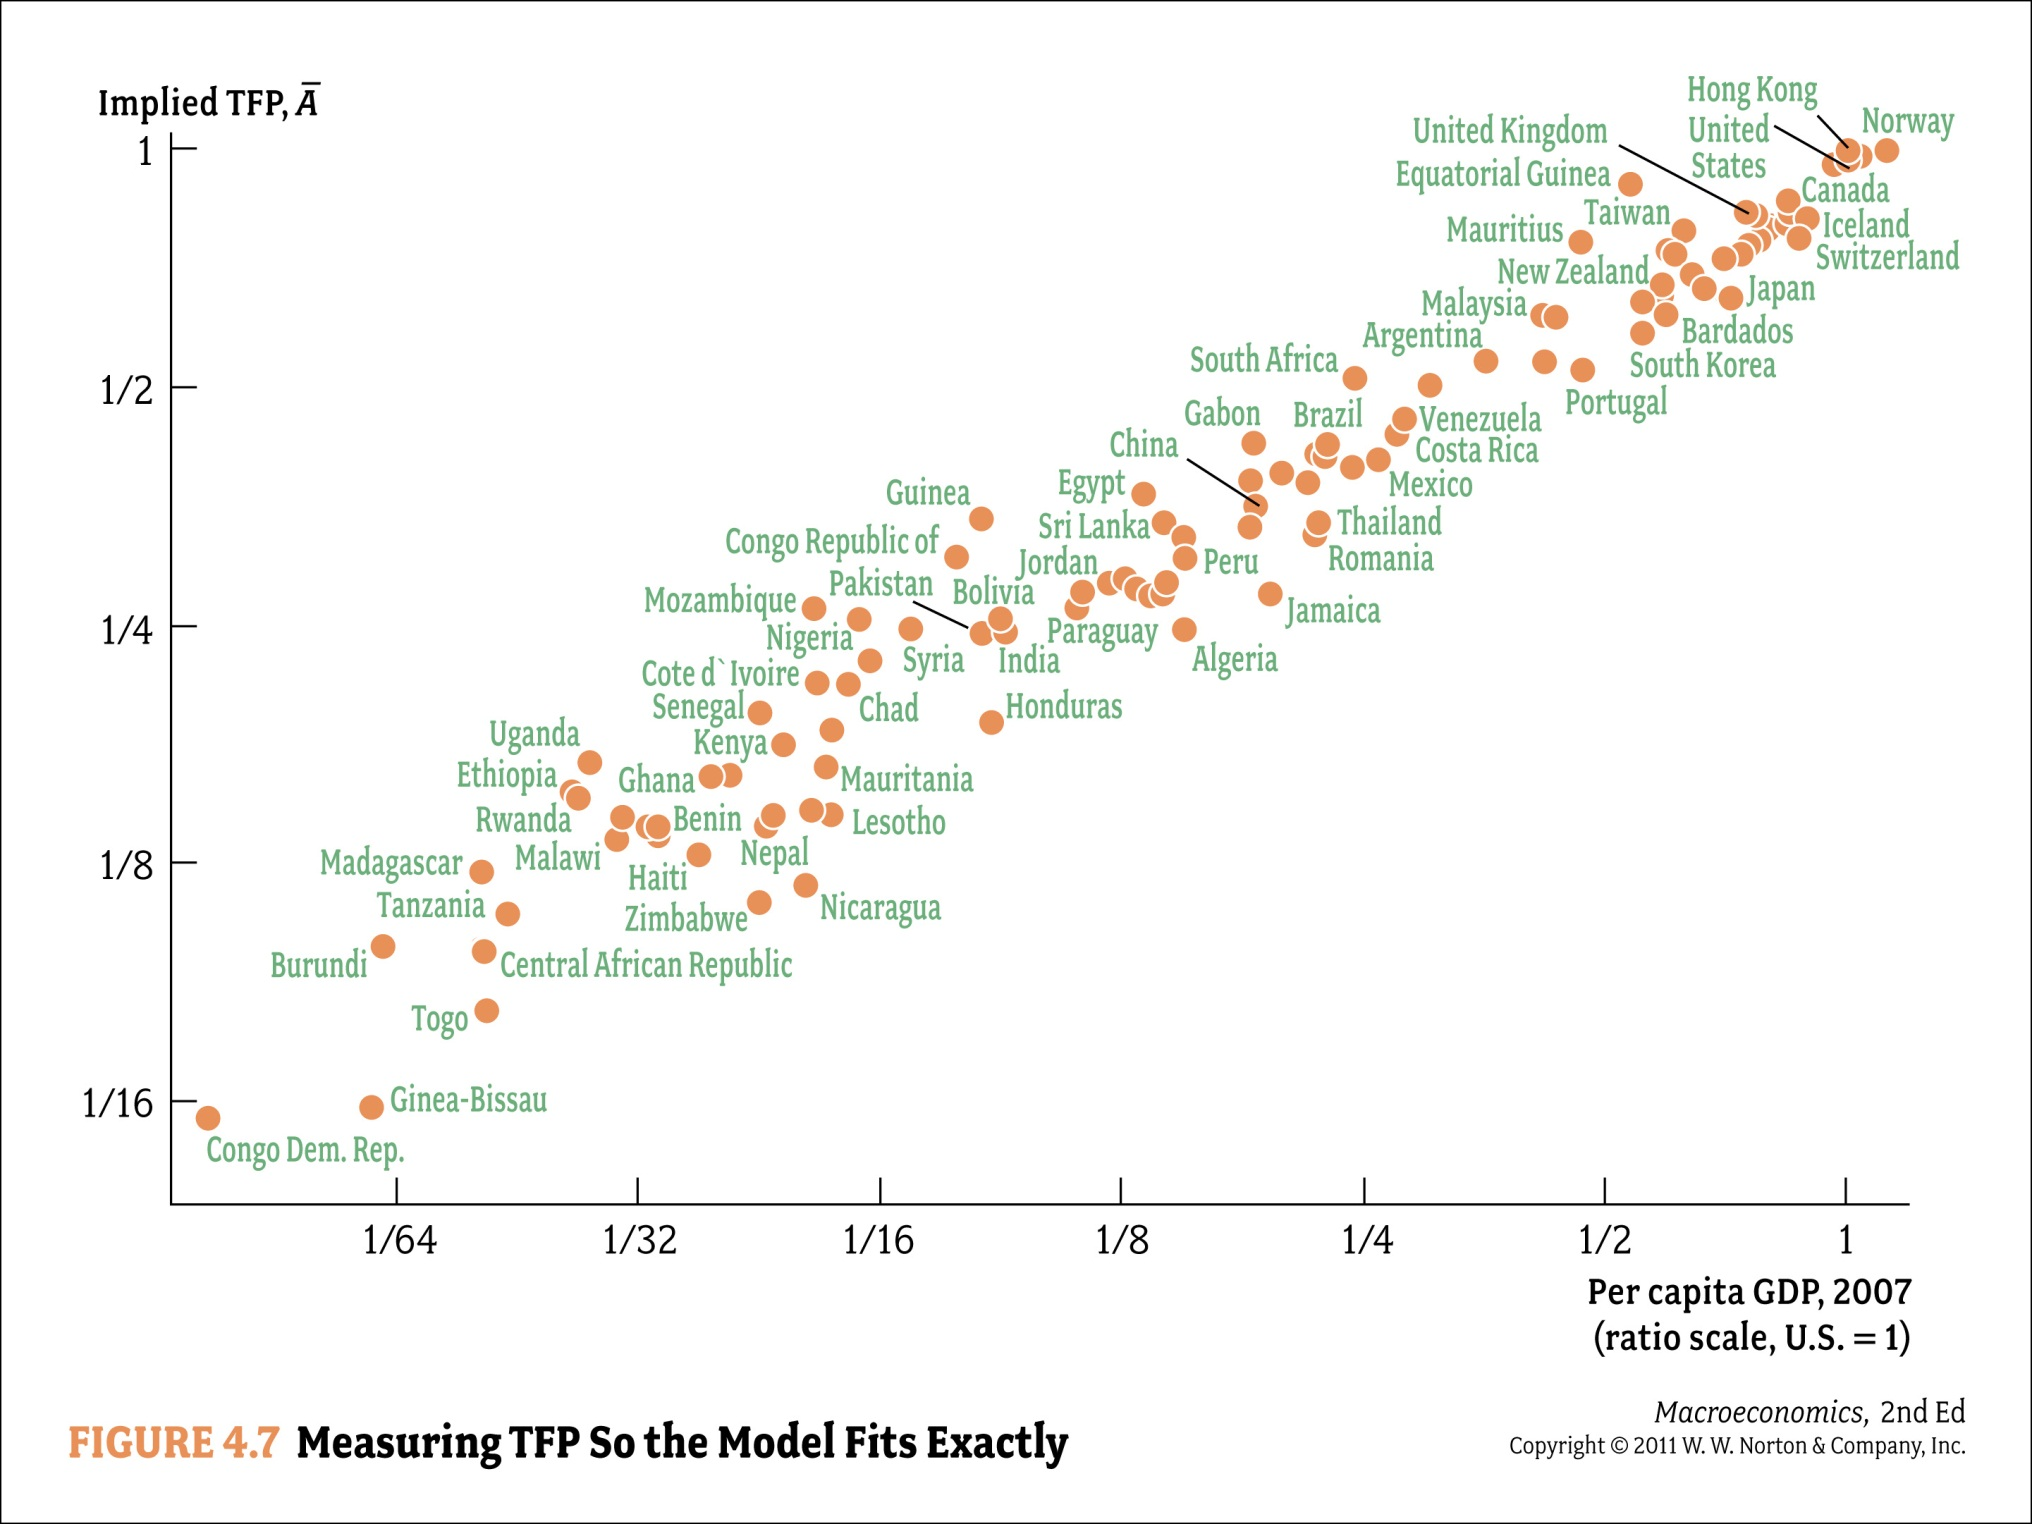 Implied TFP, A̅
Hong Kong
Norway
United Kingdom
United
States
Equatorial Guinea
Canada
Taiwan
Mauritius
Iceland
Switzerland
New Zealand
Japan
Malaysia
Argentina
Bardados
South Africa
South Korea
Portugal
Gabon
Brazil
Venezuela
China
Costa Rica
Egypt
Mexico
Guinea
Sri Lanka
Thailand
Congo Republic of
Jordan
Peru
Romania
Pakistan
Bolivia
Mozambique
Jamaica
Nigeria
Paraguay
Syria
India
Algeria
Cote d`Ivoire
Senegal
Chad
Honduras
Uganda
Kenya
Ethiopia
Ghana
Mauritania
Rwanda
Benin
Lesotho
Malawi
Nepal
Madagascar
Haiti
Tanzania
Zimbabwe
Nicaragua
Burundi
Central African Republic
Togo
Ginea-Bissau
Congo Dem. Rep.
1
1/2
1/4
1/8
1/16
1/64 1/32 1/16 1/8 1/4 1/2 1
Per capita GDP, 2007
(ratio scale, U.S. = 1)
FIGURE 4.7 Measuring TFP So the Model Fits Exactly
Macroeconomics, 2nd Ed
Copyright © 2011 W. W. Norton & Company, Inc.